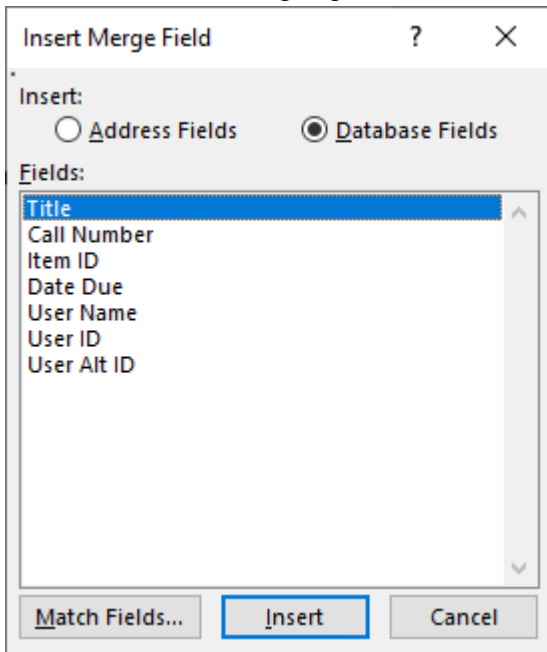 Insert Merge Field ? ×
Insert:
Address Fields Database Fields
Fields:
Title
Call Number
Item ID
Date Due
User Name
User ID
User Alt ID
Match Fields... Insert Cancel